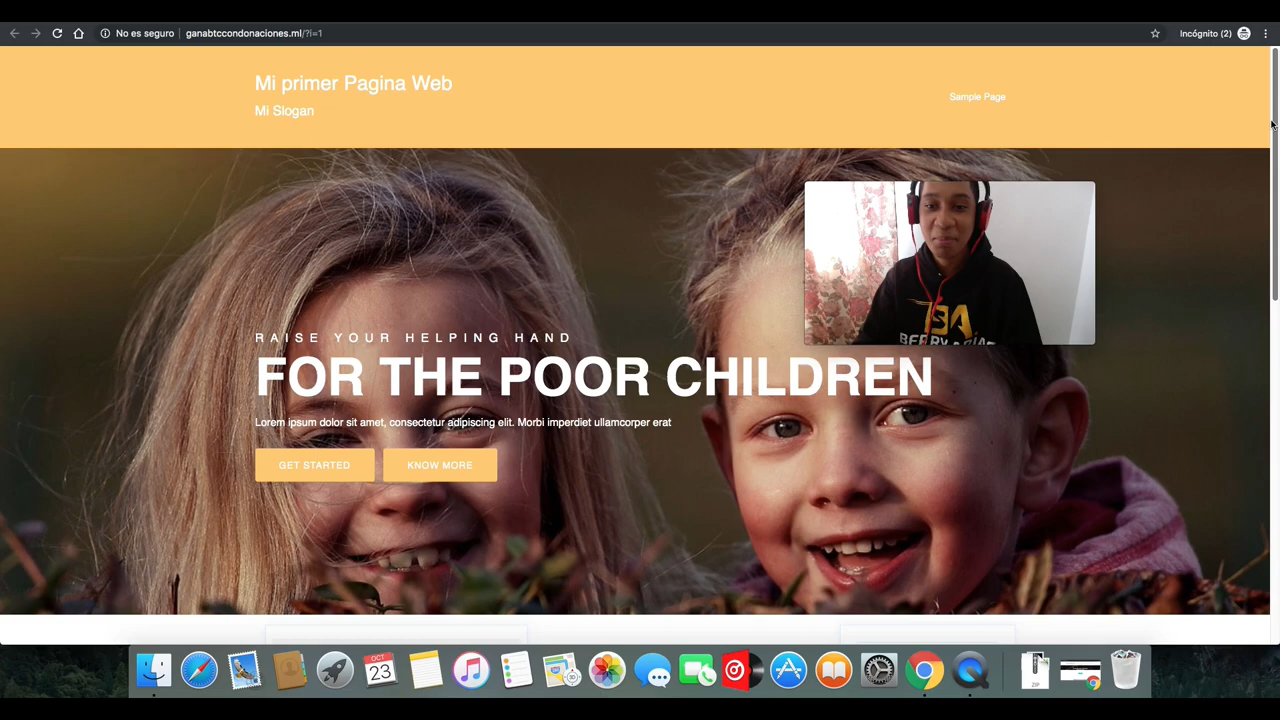 No es seguro
ganabtccondonaciones.ml/?i=1
Incógnito (2)
Mi primer Pagina Web
Mi Slogan
Sample Page
RAISE YOUR HELPING HAND
FOR THE POOR CHILDREN
Lorem ipsum dolor sit amet, consectetur adipiscing elit. Morbi imperdiet ullamcorper erat
GET STARTED
KNOW MORE
OCT
23
ZIP